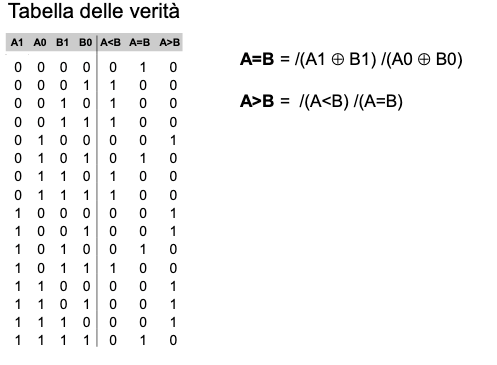 Tabella delle verità
A1 A0 B1 B0 A<B A=B A>B
0 0 0 0 0 1 0
0 0 0 1 1 0 0
0 0 1 0 1 0 0
0 0 1 1 1 0 0
0 1 0 0 0 0 1
0 1 0 1 0 1 0
0 1 1 0 1 0 0
0 1 1 1 1 0 0
1 0 0 0 0 0 1
1 0 0 1 0 0 1
1 0 1 0 0 1 0
1 0 1 1 1 0 0
1 1 0 0 0 0 1
1 1 0 1 0 0 1
1 1 1 0 0 0 1
1 1 1 1 0 1 0
A=B = /(A1 ⊕ B1) /(A0 ⊕ B0)
A>B = /(A<B) /(A=B)